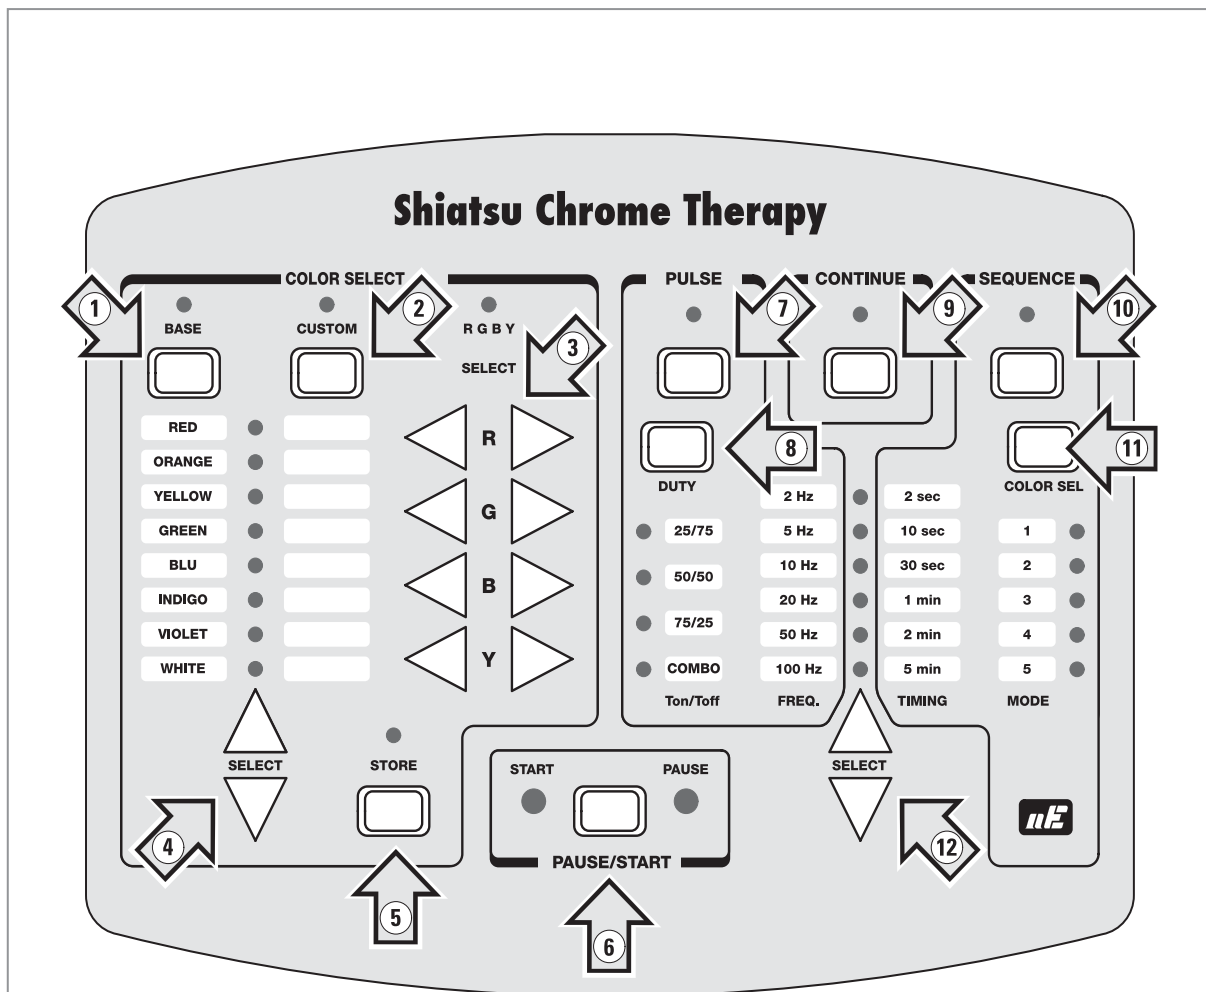 Shiatsu Chrome Therapy
COLOR SELECT
PULSE
CONTINUE
SEQUENCE
1
2
3
7
9
10
BASE
CUSTOM
R G B Y
SELECT
RED
ORANGE
YELLOW
GREEN
BLU
INDIGO
VIOLET
WHITE
R
G
B
Y
8
11
DUTY
COLOR SEL
25/75
50/50
75/25
COMBO
Ton/Toff
2 Hz
5 Hz
10 Hz
20 Hz
50 Hz
100 Hz
FREQ.
2 sec
10 sec
30 sec
1 min
2 min
5 min
TIMING
1
2
3
4
5
MODE
SELECT
STORE
START
PAUSE
SELECT
PAUSE/START
4
5
6
12